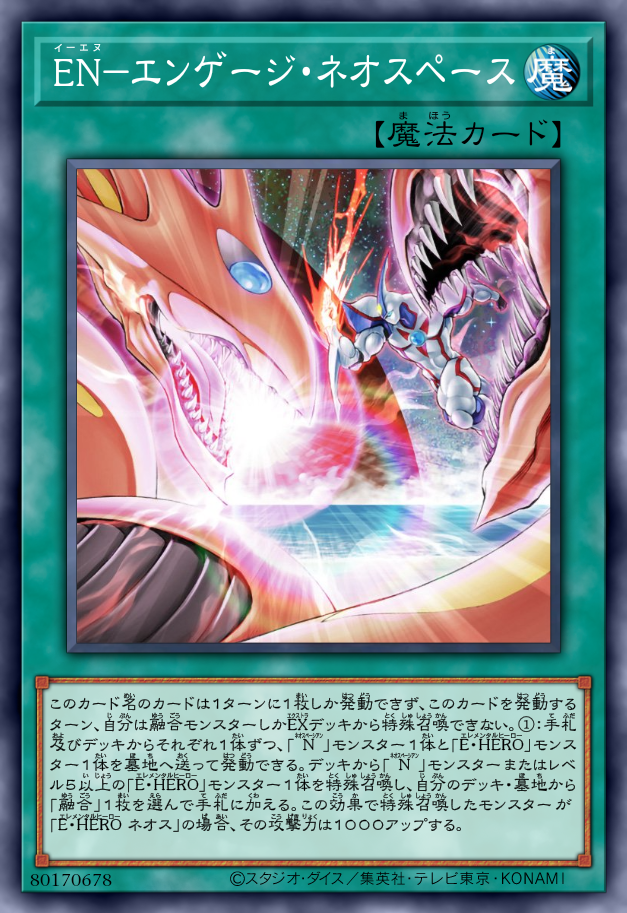 イーエヌ
EN－エンゲージ・ネオスペース 魔
【魔法カード】
このカード名のカードは1ターンに1枚しか発動できず、このカードを発動する
ターン、自分は融合モンスターしかEXデッキから特殊召喚できない。①：手札
及びデッキからそれぞれ1体ずつ、「N」モンスター1体と「E・HERO」モンス
ター1体を墓地へ送って発動できる。デッキから「N」モンスターまたはレベ
ル5以上の「E・HERO」モンスター1体を特殊召喚し、自分のデッキ・墓地から
「融合」1枚を選んで手札に加える。この効果で特殊召喚したモンスターが
「E・HERO ネオス」の場合、その攻撃力は1000アップする。
80170678 ©スタジオ・ダイス／集英社・テレビ東京・KONAMI